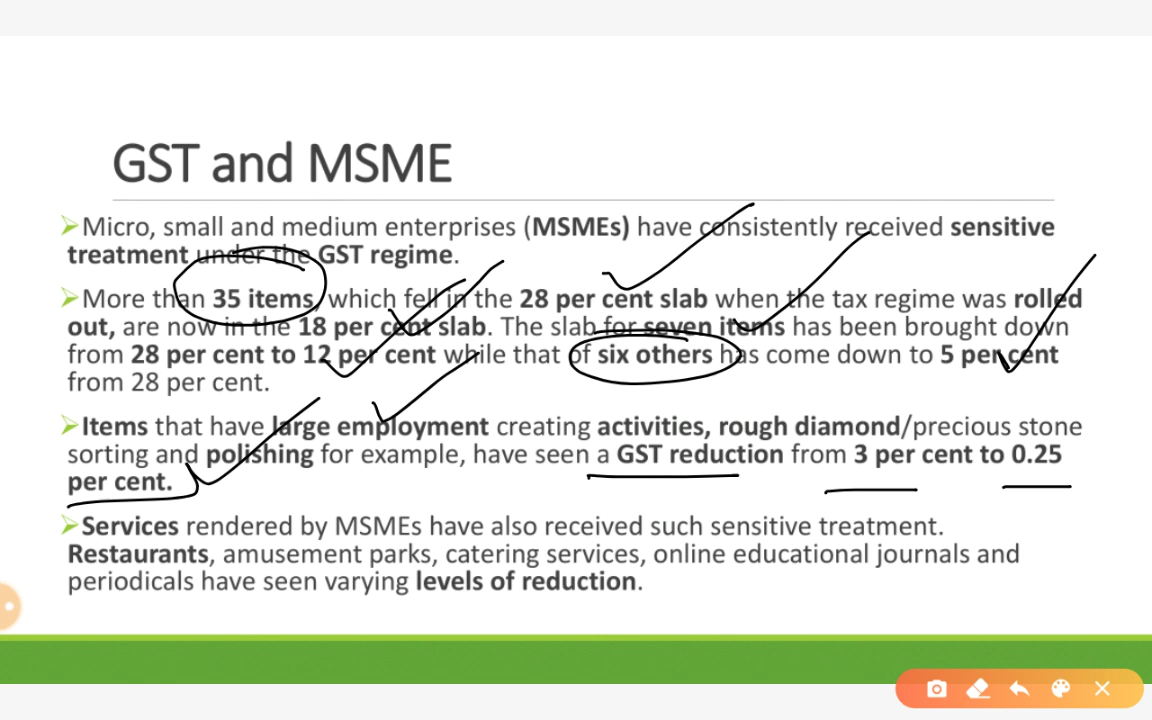 GST and MSME
Micro, small and medium enterprises (MSMEs) have consistently received sensitive
treatment under the GST regime.
More than 35 items, which fell in the 28 per cent slab when the tax regime was rolled
out, are now in the 18 per cent slab. The slab for seven items has been brought down
from 28 per cent to 12 per cent while that of six others has come down to 5 per cent
from 28 per cent.
Items that have large employment creating activities, rough diamond/precious stone
sorting and polishing for example, have seen a GST reduction from 3 per cent to 0.25
per cent.
Services rendered by MSMEs have also received such sensitive treatment.
Restaurants, amusement parks, catering services, online educational journals and
periodicals have seen varying levels of reduction.